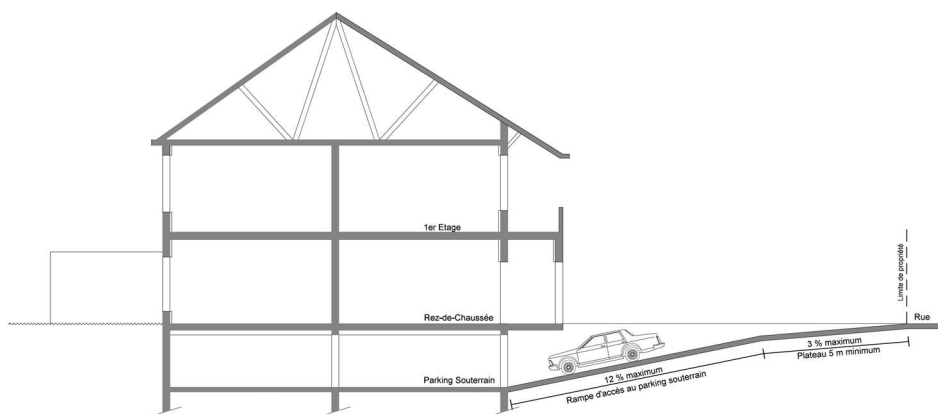 1er Etage
Limite de propriété
Rez-de-Chaussée
Rue
3 % maximum
Plateau 5 m minimum
Parking Souterrain
12 % maximum
Rampe d'accès au parking souterrain